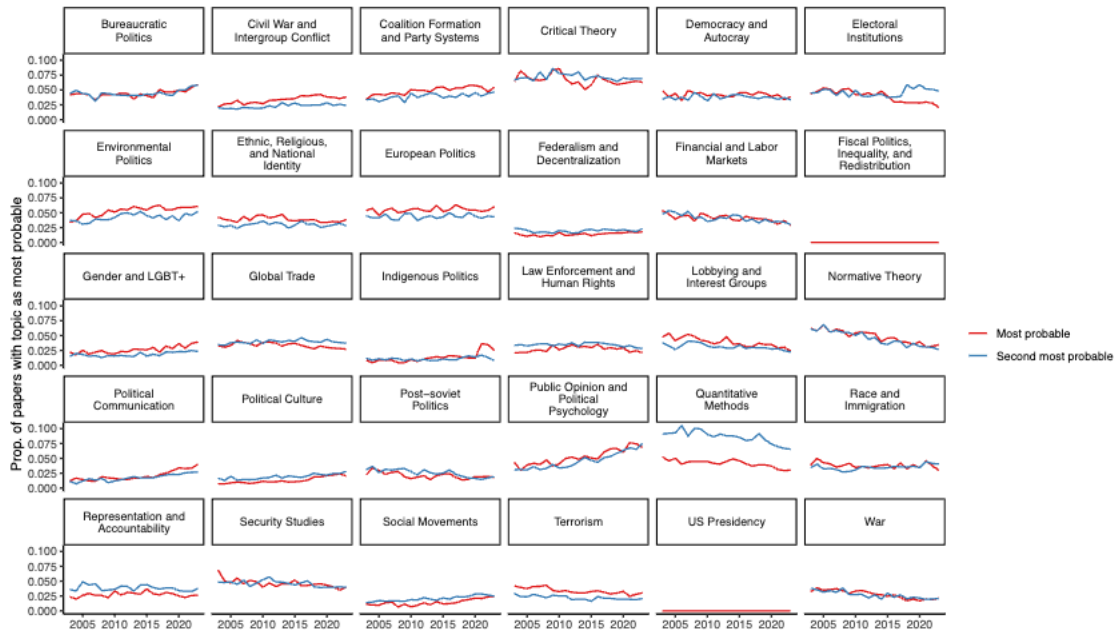 Prop. of papers with topic as most probable
Bureaucratic
Politics
Civil War and
Intergroup Conflict
Coalition Formation
and Party Systems
Critical Theory
Democracy and
Autocray
Electoral
Institutions
0.100
0.075
0.050
0.025
0.000
Environmental
Politics
Ethnic, Religious,
and National
Identity
European Politics
Federalism and
Decentralization
Financial and Labor
Markets
Fiscal Politics,
Inequality, and
Redistribution
0.100
0.075
0.050
0.025
0.000
Gender and LGBT+
Global Trade
Indigenous Politics
Law Enforcement and
Human Rights
Lobbying and
Interest Groups
Normative Theory
0.100
0.075
0.050
0.025
0.000
Most probable
Second most probable
Political
Communication
Political Culture
Post–soviet
Politics
Public Opinion and
Political
Psychology
Quantitative
Methods
Race and
Immigration
0.100
0.075
0.050
0.025
0.000
Representation and
Accountability
Security Studies
Social Movements
Terrorism
US Presidency
War
0.100
0.075
0.050
0.025
0.000
2005 2010 2015 2020
2005 2010 2015 2020
2005 2010 2015 2020
2005 2010 2015 2020
2005 2010 2015 2020
2005 2010 2015 2020